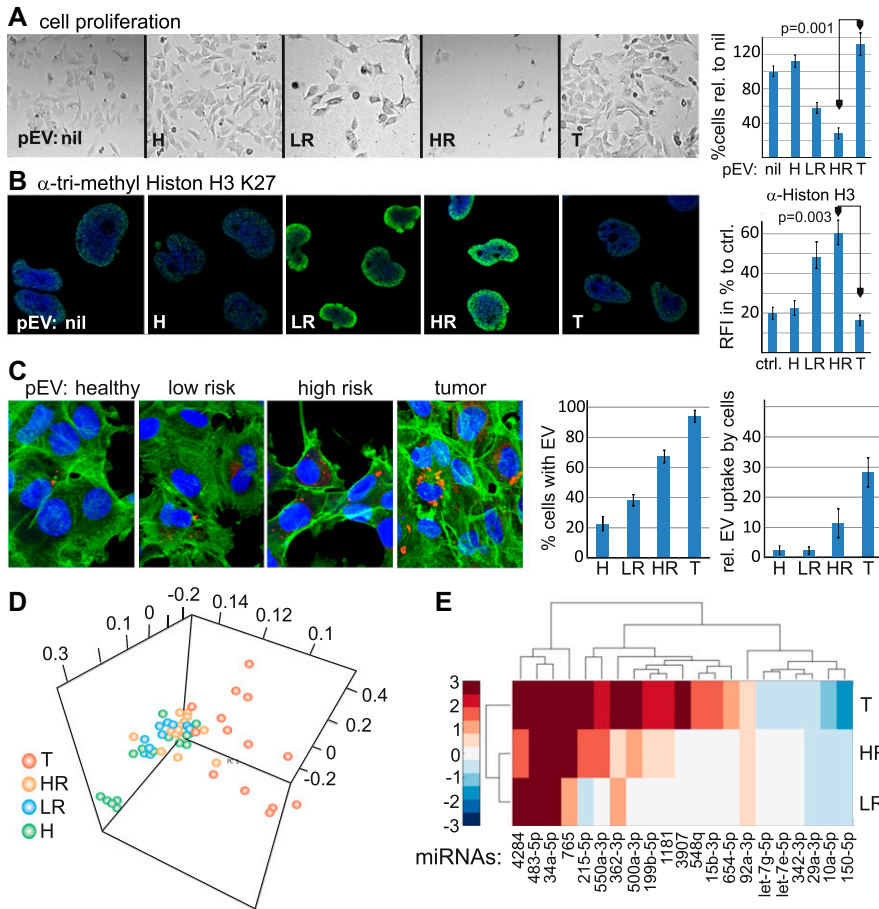 A cell proliferation
pEV: nil
H
LR
HR
T
%cells rel. to nil
120
80
40
p=0.001
pEV: nil H LR HR T
B α-tri-methyl Histon H3 K27
pEV: nil
H
LR
HR
T
α-Histon H3
RFI in % to ctrl.
60
40
20
p=0.003
ctrl. H LR HR T
C
pEV: healthy low risk high risk tumor
% cells with EV
100
80
60
40
20
0
H LR HR T
rel. EV uptake by cells
50
40
30
20
10
0
H LR HR T
D
0.3 0.1 0 -0.2 0.14 0.12 0.1
0.4
0.2
0
-0.2
T
HR
LR
H
E
3
2
1
0
-1
-2
-3
T
HR
LR
miRNAs:
4284
483-5p
34a-5p
765
215-5p
550a-3p
362-3p
500a-3p
199b-5p
1181
3907
548q
15b-3p
654-5p
92a-3p
let-7g-5p
let-7e-5p
342-3p
29a-3p
10a-5p
150-5p